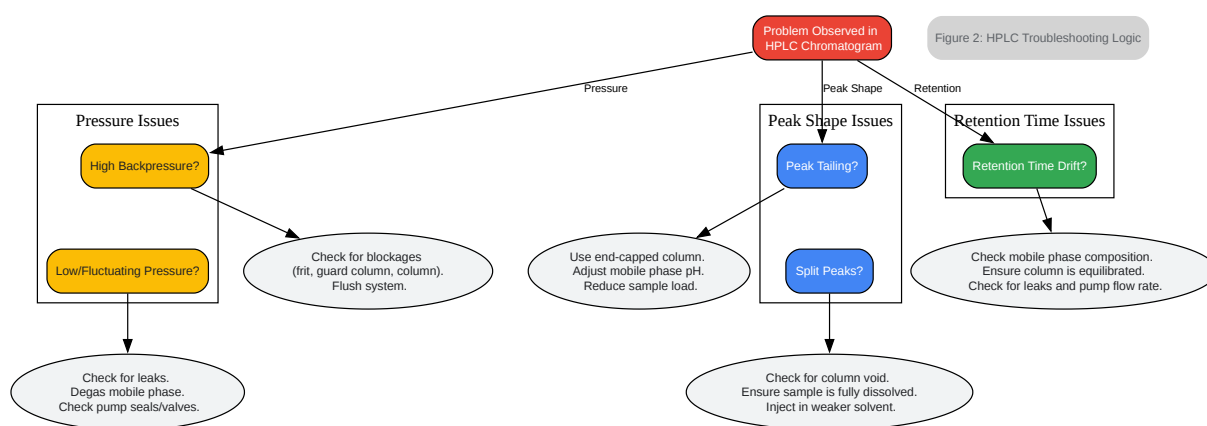 Problem Observed in
HPLC Chromatogram
Figure 2: HPLC Troubleshooting Logic
Pressure
Peak Shape
Retention
Pressure Issues
Peak Shape Issues
Retention Time Issues
High Backpressure?
Peak Tailing?
Retention Time Drift?
Low/Fluctuating Pressure?
Check for blockages
(frit, guard column, column).
Flush system.
Use end-capped column.
Adjust mobile phase pH.
Reduce sample load.
Split Peaks?
Check mobile phase composition.
Ensure column is equilibrated.
Check for leaks and pump flow rate.
Check for leaks.
Degas mobile phase.
Check pump seals/valves.
Check for column void.
Ensure sample is fully dissolved.
Inject in weaker solvent.